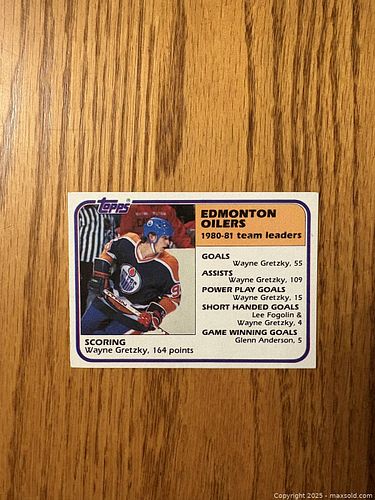 topps
EDMONTON
OILERS
1980-81 team leaders
GOALS
Wayne Gretzky, 55
ASSISTS
Wayne Gretzky, 109
POWER PLAY GOALS
Wayne Gretzky, 15
SHORT HANDED GOALS
Lee Fogolin &
Wayne Gretzky, 4
GAME WINNING GOALS
Glenn Anderson, 5
SCORING
Wayne Gretzky, 164 points
Copyright 2025 - maxsold.com